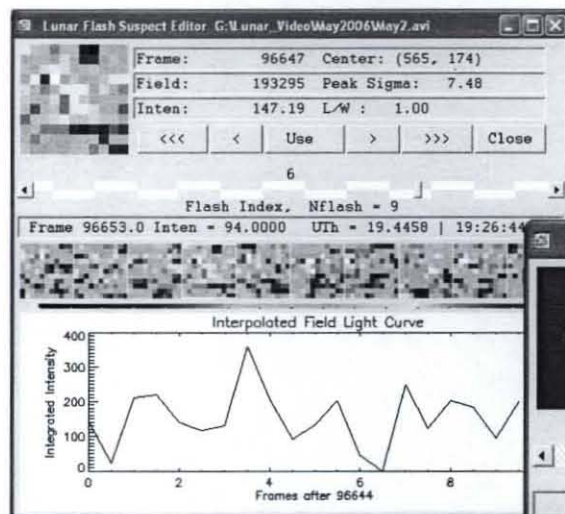 Lunar Flash Suspect Editor G:\Lunar_Video\May2006\May2.avi
Frame: 96647 Center: (565, 174)
Field: 193295 Peak Sigma: 7.48
Inten: 147.19 L/W : 1.00
<<< < Use > >>> Close
6
Flash Index, Nflash = 9
Frame 96653.0 Inten = 94.0000 UTh = 19.4458 | 19:26:44
Interpolated Field Light Curve
400
300
200
100
0
Integrated Intensity
0 2 4 6 8
Frames after 96644